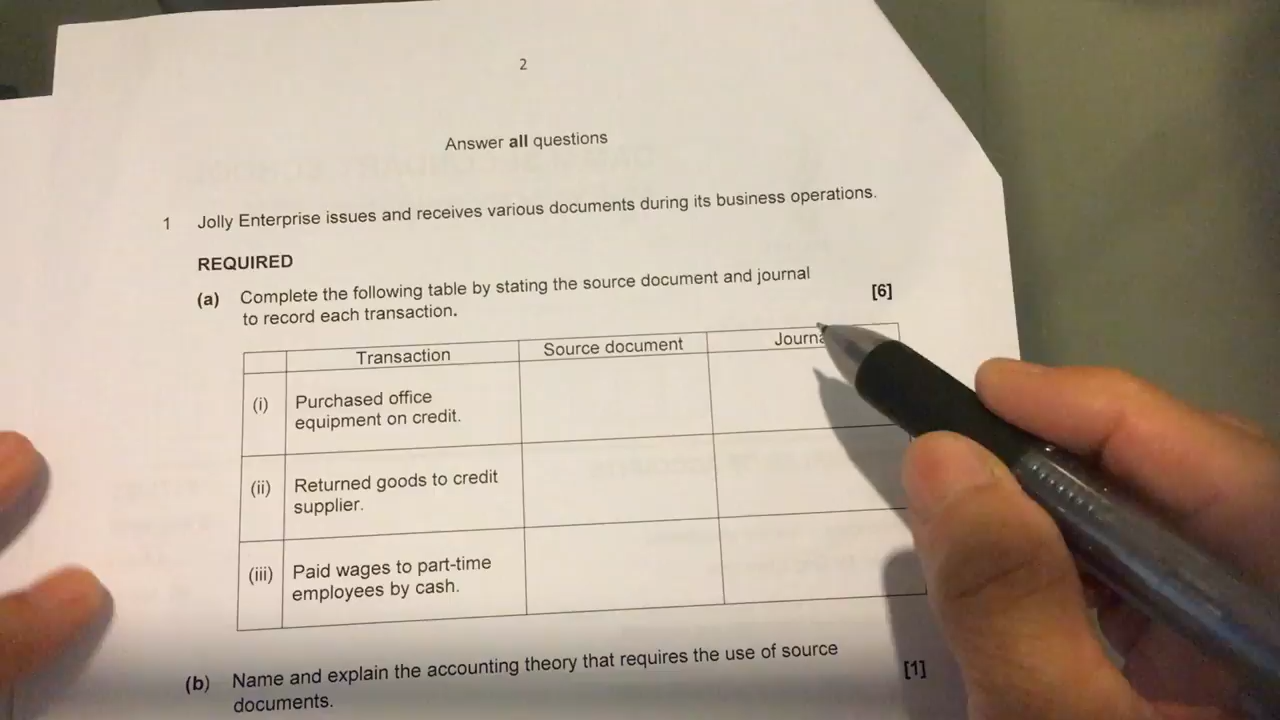 2
Answer all questions
1 Jolly Enterprise issues and receives various documents during its business operations.
REQUIRED
(a) Complete the following table by stating the source document and journal
to record each transaction. [6]
Transaction Source document Journa
(i) Purchased office
equipment on credit.
(ii) Returned goods to credit
supplier.
(iii) Paid wages to part-time
employees by cash.
(b) Name and explain the accounting theory that requires the use of source
documents. [1]